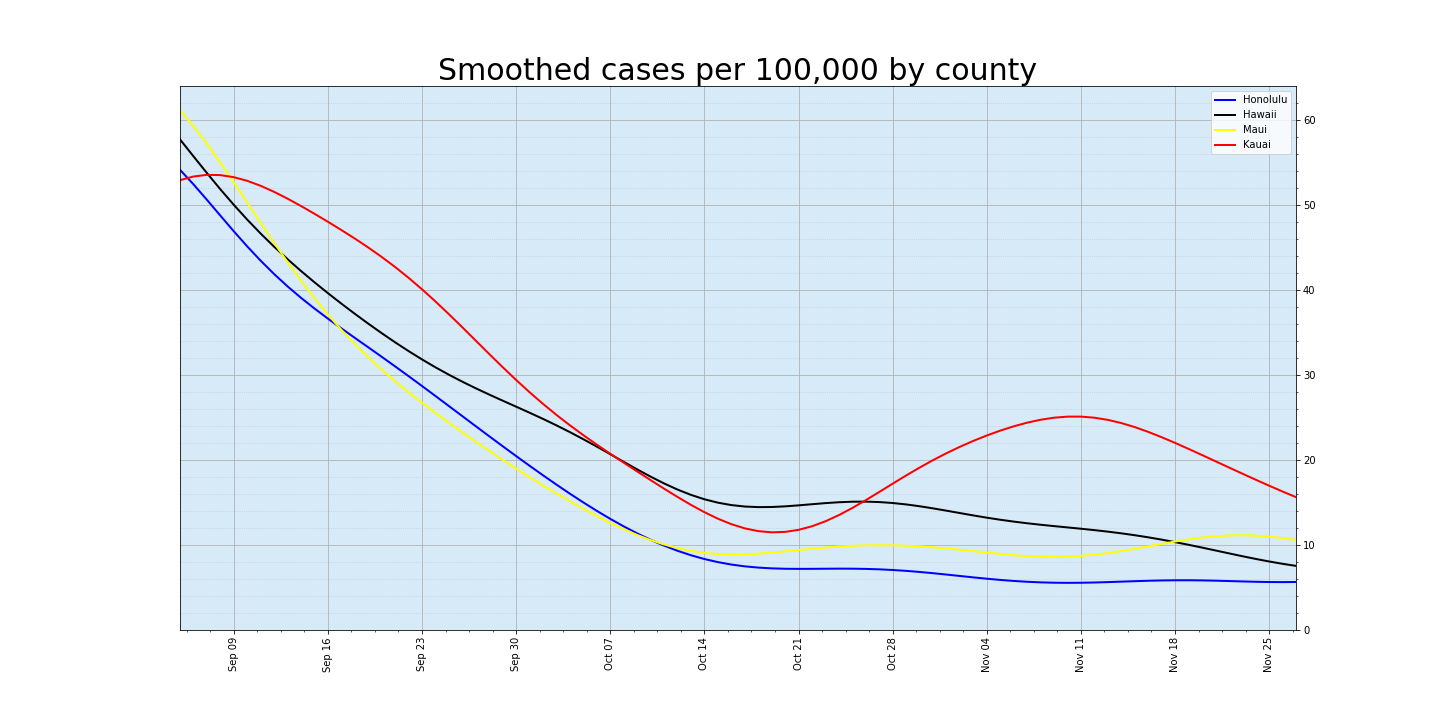 Smoothed cases per 100,000 by county
Honolulu
Hawaii
Maui
Kauai
60
50
40
30
20
10
0
Sep 09
Sep 16
Sep 23
Sep 30
Oct 07
Oct 14
Oct 21
Oct 28
Nov 04
Nov 11
Nov 18
Nov 25